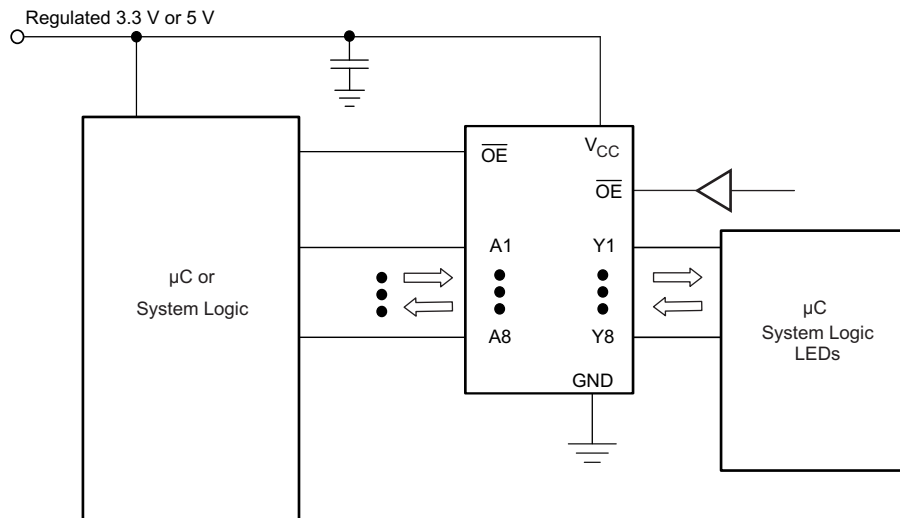 Regulated 3.3 V or 5 V
OE
VCC
OE
A1
Y1
µC or
System Logic
µC
System Logic
LEDs
A8
Y8
GND